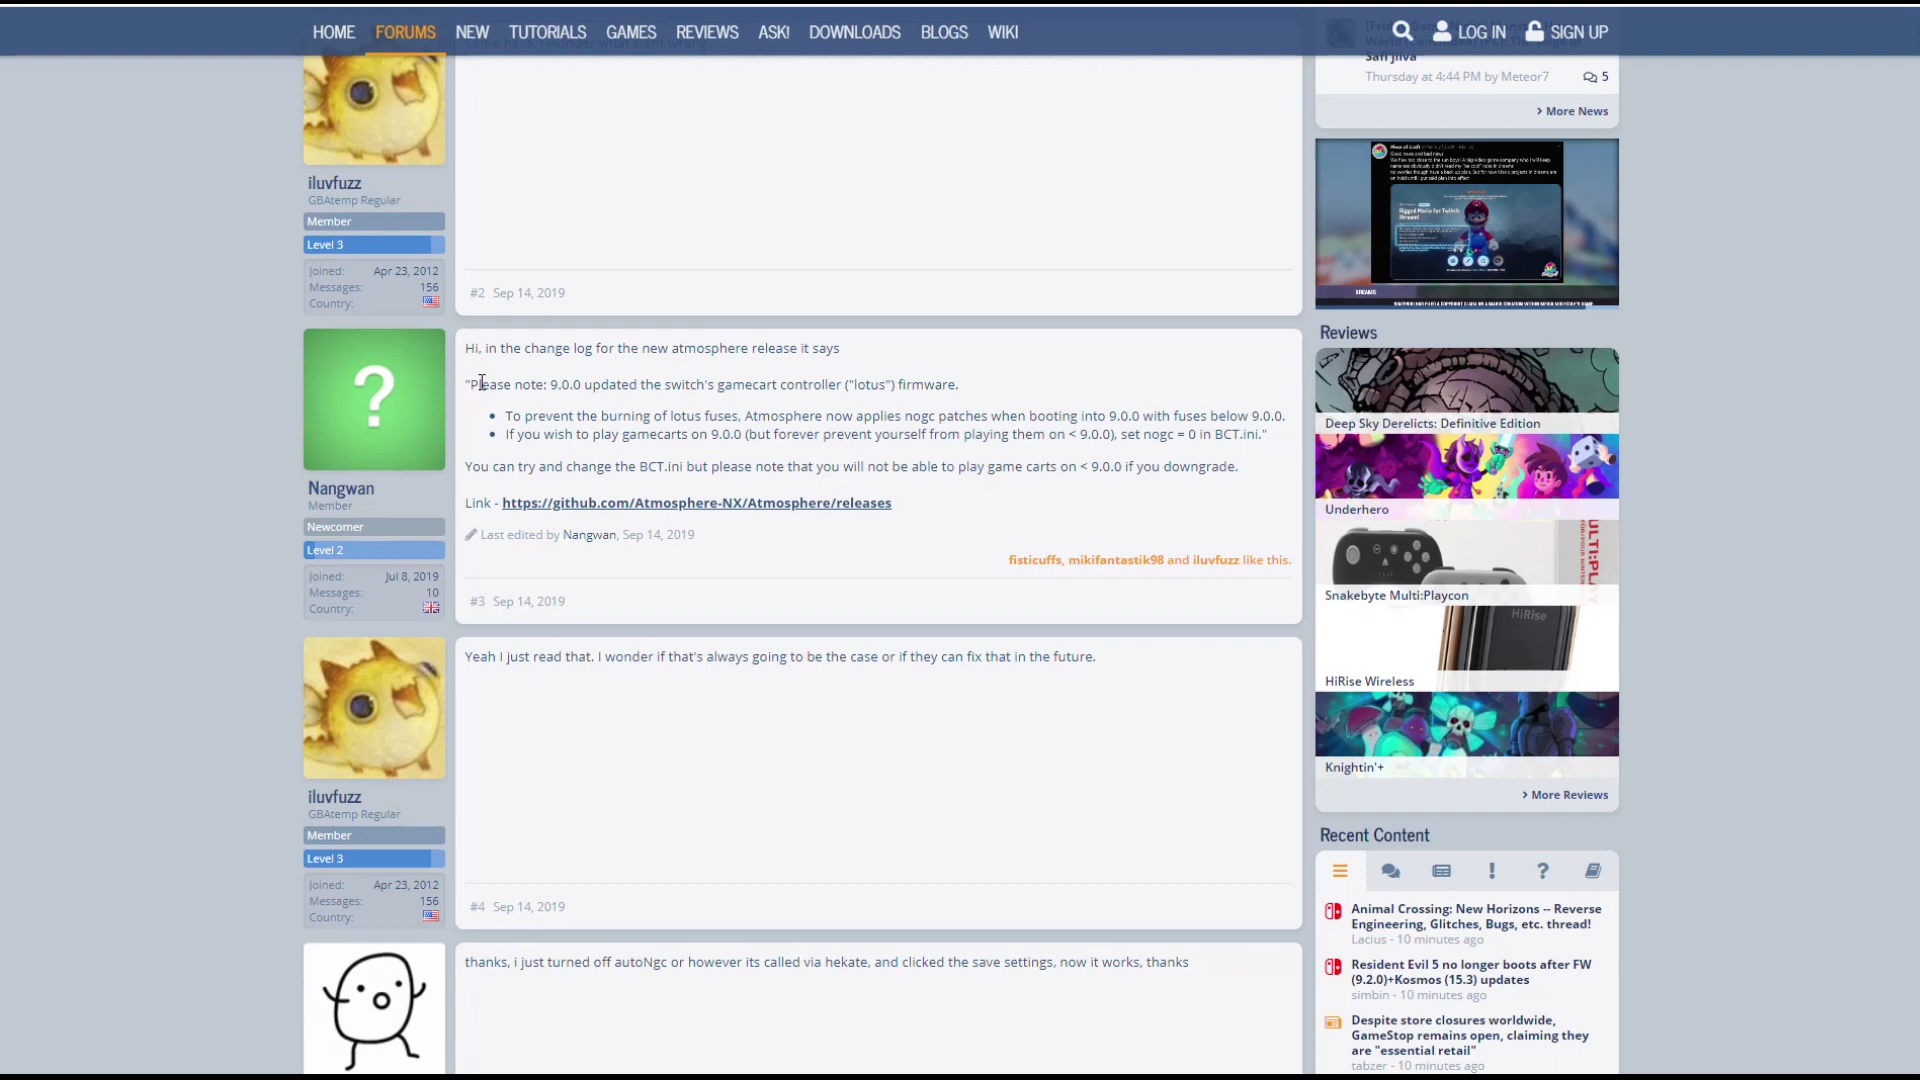 HOME FORUMS NEW TUTORIALS GAMES REVIEWS ASK! DOWNLOADS BLOGS WIKI LOG IN SIGN UP
iluvfuzz
GBAtemp Regular
Member
Level 3
Joined: Apr 23, 2012
Messages: 156
Country:
#2 Sep 14, 2019
Nangwan
Member
Newcomer
Level 2
Joined: Jul 8, 2019
Messages: 10
Country:
Hi, in the change log for the new atmosphere release it says
"Please note: 9.0.0 updated the switch's gamecart controller ("lotus") firmware.
• To prevent the burning of lotus fuses, Atmosphere now applies nogc patches when booting into 9.0.0 with fuses below 9.0.0.
• If you wish to play gamecarts on 9.0.0 (but forever prevent yourself from playing them on < 9.0.0), set nogc = 0 in BCT.ini."
You can try and change the BCT.ini but please note that you will not be able to play game carts on < 9.0.0 if you downgrade.
Link - https://github.com/Atmosphere-NX/Atmosphere/releases
Last edited by Nangwan, Sep 14, 2019
fisticuffs, mikifantastik98 and iluvfuzz like this.
#3 Sep 14, 2019
iluvfuzz
GBAtemp Regular
Member
Level 3
Joined: Apr 23, 2012
Messages: 156
Country:
Yeah I just read that. I wonder if that's always going to be the case or if they can fix that in the future.
#4 Sep 14, 2019
thanks, i just turned off autoNgc or however its called via hekate, and clicked the save settings, now it works, thanks
Safi'jiiva
Thursday at 4:44 PM by Meteor7 5
> More News
DREAMS
Reviews
Deep Sky Derelicts: Definitive Edition
Underhero
Snakebyte Multi:Playcon
HiRise
HiRise Wireless
Knightin'+
> More Reviews
Recent Content
Animal Crossing: New Horizons -- Reverse
Engineering, Glitches, Bugs, etc. thread!
Lacius - 10 minutes ago
Resident Evil 5 no longer boots after FW
(9.2.0)+Kosmos (15.3) updates
simbin - 10 minutes ago
Despite store closures worldwide,
GameStop remains open, claiming they
are "essential retail"
tabzer - 10 minutes ago